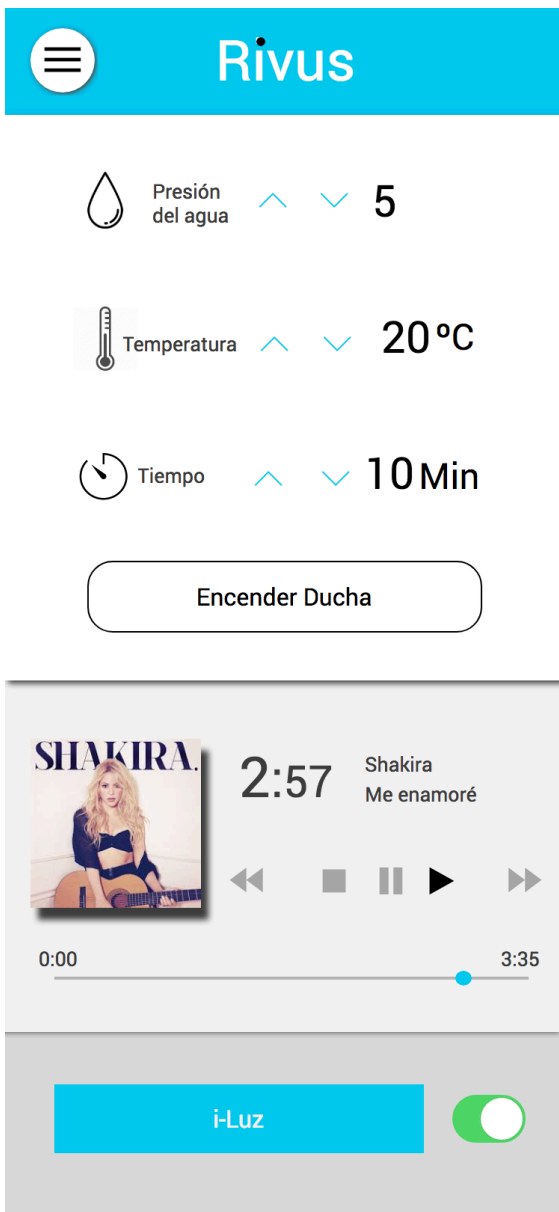 Rivus
Presión
del agua
5
Temperatura
20 ºC
Tiempo
10 Min
Encender Ducha
SHAKIRA.
2:57
Shakira
Me enamoré
0:00
3:35
i-Luz